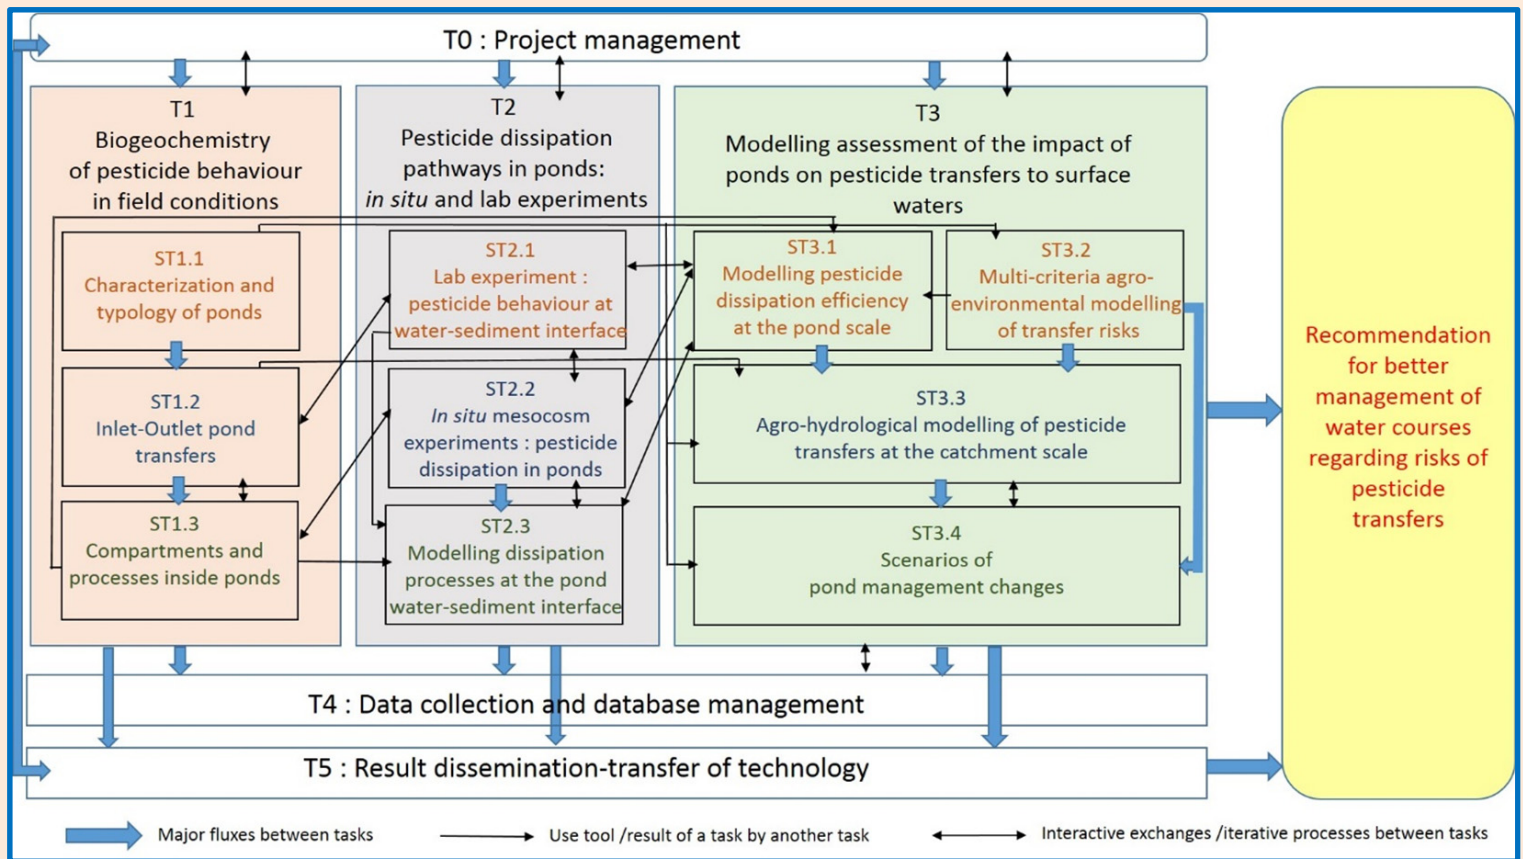 T0 : Project management
T1
Biogeochemistry
of pesticide behaviour
in field conditions
ST1.1
Characterization and
typology of ponds
ST1.2
Inlet-Outlet pond
transfers
ST1.3
Compartments and
processes inside ponds
T2
Pesticide dissipation
pathways in ponds:
in situ and lab experiments
ST2.1
Lab experiment :
pesticide behaviour at
water-sediment interface
ST2.2
In situ mesocosm
experiments : pesticide
dissipation in ponds
ST2.3
Modelling dissipation
processes at the pond
water-sediment interface
T3
Modelling assessment of the impact of
ponds on pesticide transfers to surface
waters
ST3.1
Modelling pesticide
dissipation efficiency
at the pond scale
ST3.2
Multi-criteria agro-
environmental modelling
of transfer risks
ST3.3
Agro-hydrological modelling of pesticide
transfers at the catchment scale
ST3.4
Scenarios of
pond management changes
Recommendation
for better
management of
water courses
regarding risks of
pesticide
transfers
T4 : Data collection and database management
T5 : Result dissemination-transfer of technology
Major fluxes between tasks
Use tool /result of a task by another task
Interactive exchanges /iterative processes between tasks